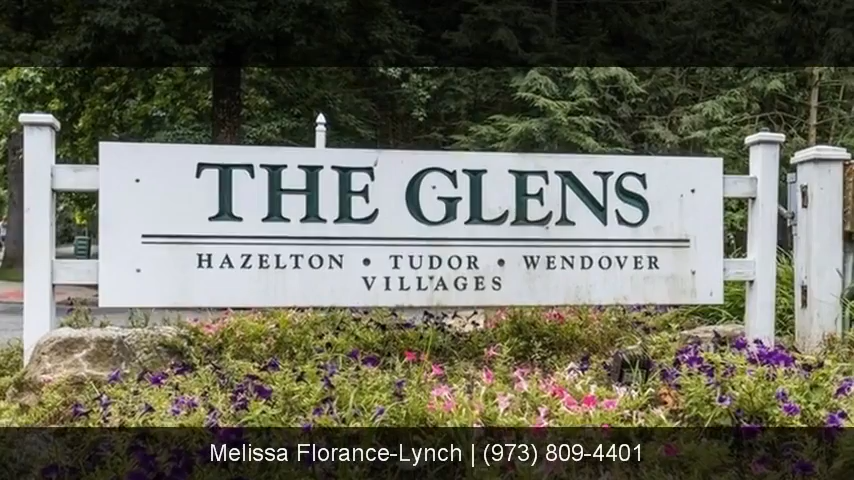 THE GLENS
HAZELTON • TUDOR • WENDOVER
VILLAGES
Melissa Florance-Lynch | (973) 809-4401